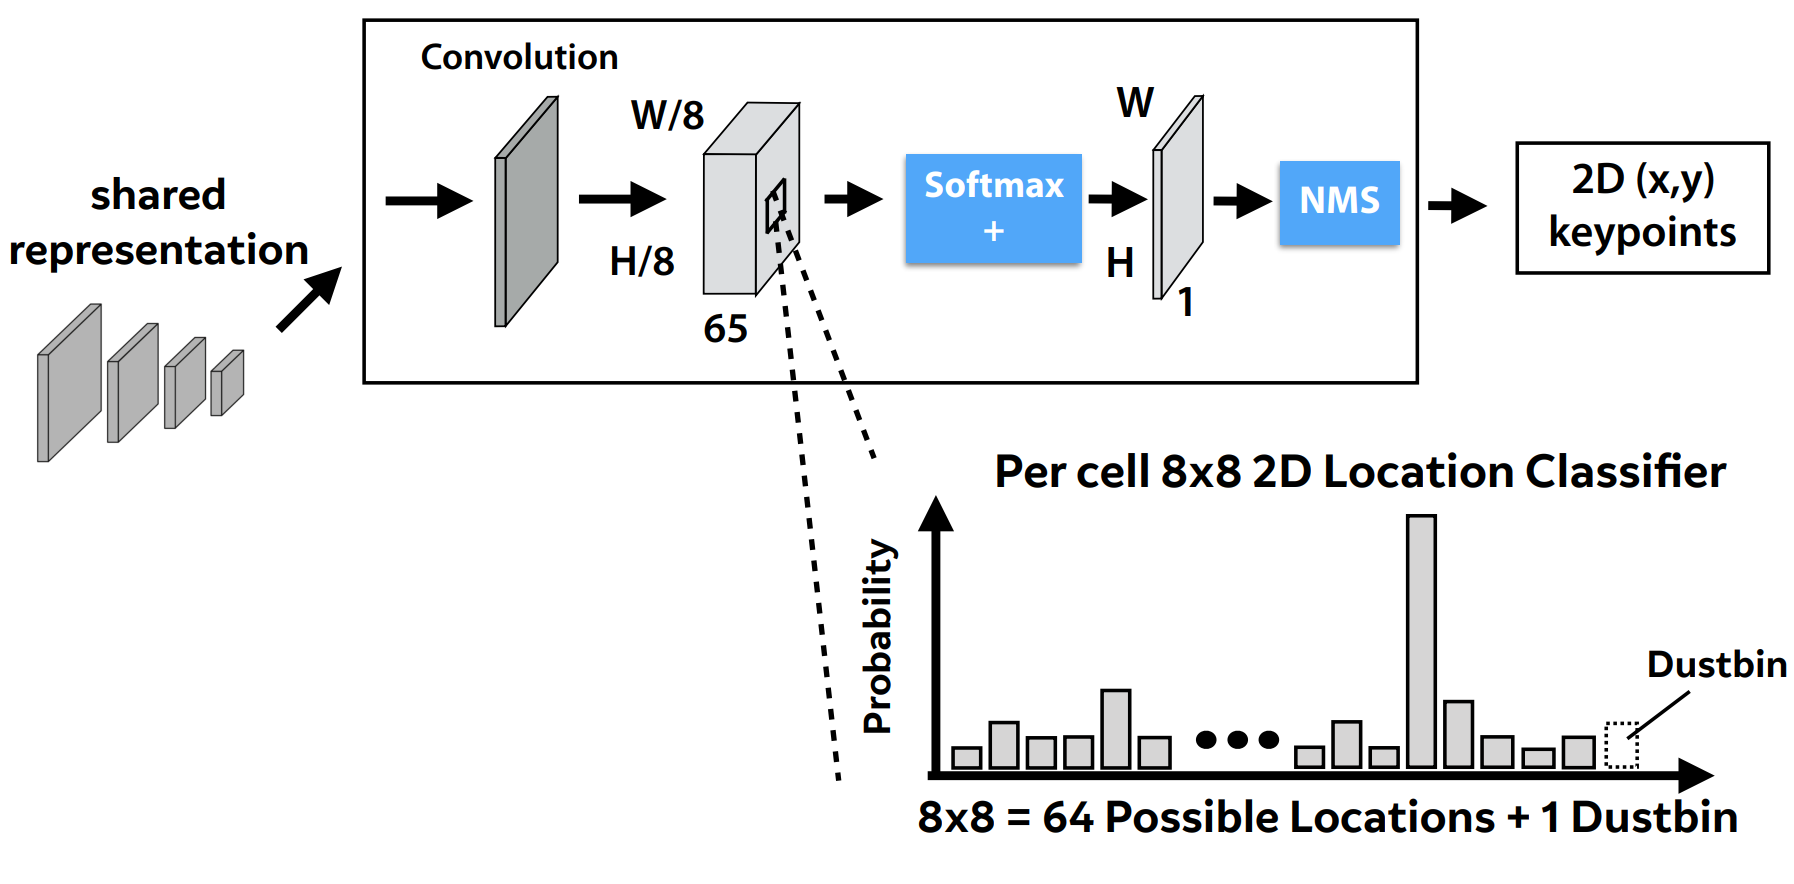 shared
representation
Convolution
W/8
H/8
65
Softmax
+
W
H
1
NMS
2D (x,y)
keypoints
Per cell 8x8 2D Location Classifier
Probability
Dustbin
8x8 = 64 Possible Locations + 1 Dustbin